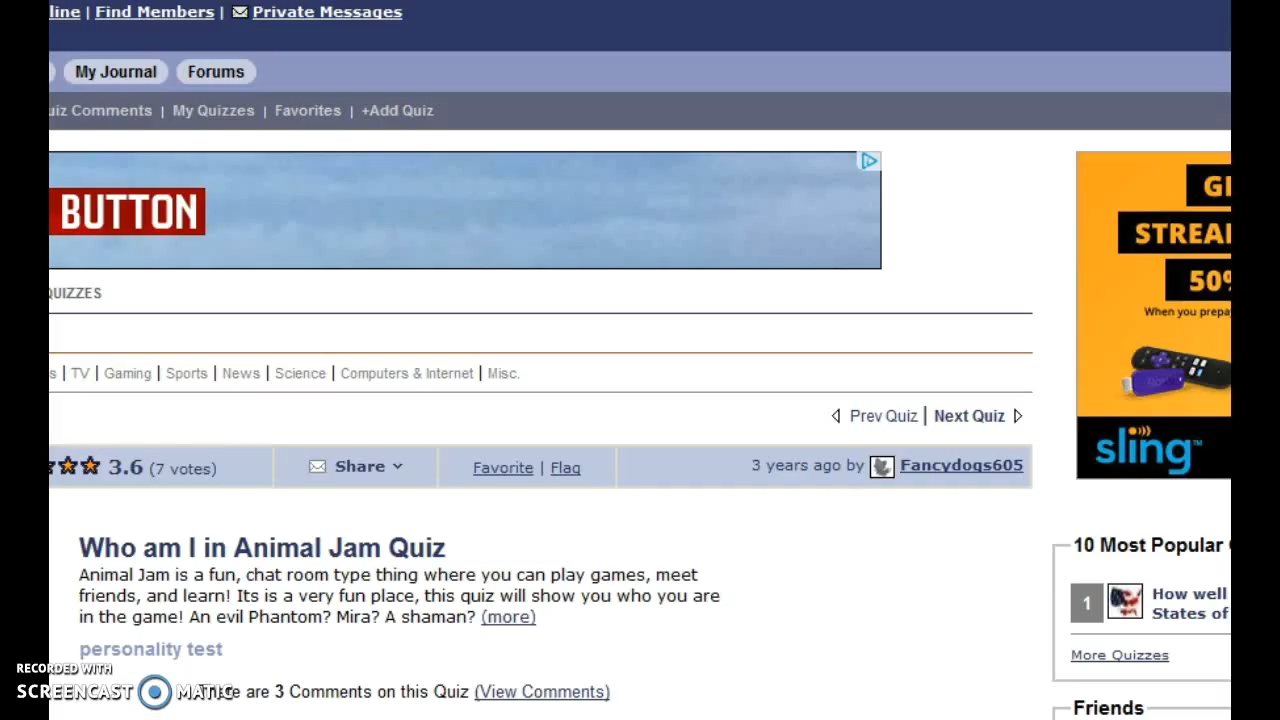 line | Find Members | Private Messages
My Journal Forums
uiz Comments | My Quizzes | Favorites | +Add Quiz
BUTTON
GE
STREAM
50%
When you prepa
QUIZZES
s | TV | Gaming | Sports | News | Science | Computers & Internet | Misc.
Prev Quiz | Next Quiz
sling™
3.6 (7 votes) Share Favorite | Flag 3 years ago by Fancydogs605
Who am I in Animal Jam Quiz
Animal Jam is a fun, chat room type thing where you can play games, meet
friends, and learn! Its is a very fun place, this quiz will show you who you are
in the game! An evil Phantom? Mira? A shaman? (more)
personality test
are 3 Comments on this Quiz (View Comments)
10 Most Popular
1 How well
States of
More Quizzes
Friends
RECORDED WITH
SCREENCAST MATIC